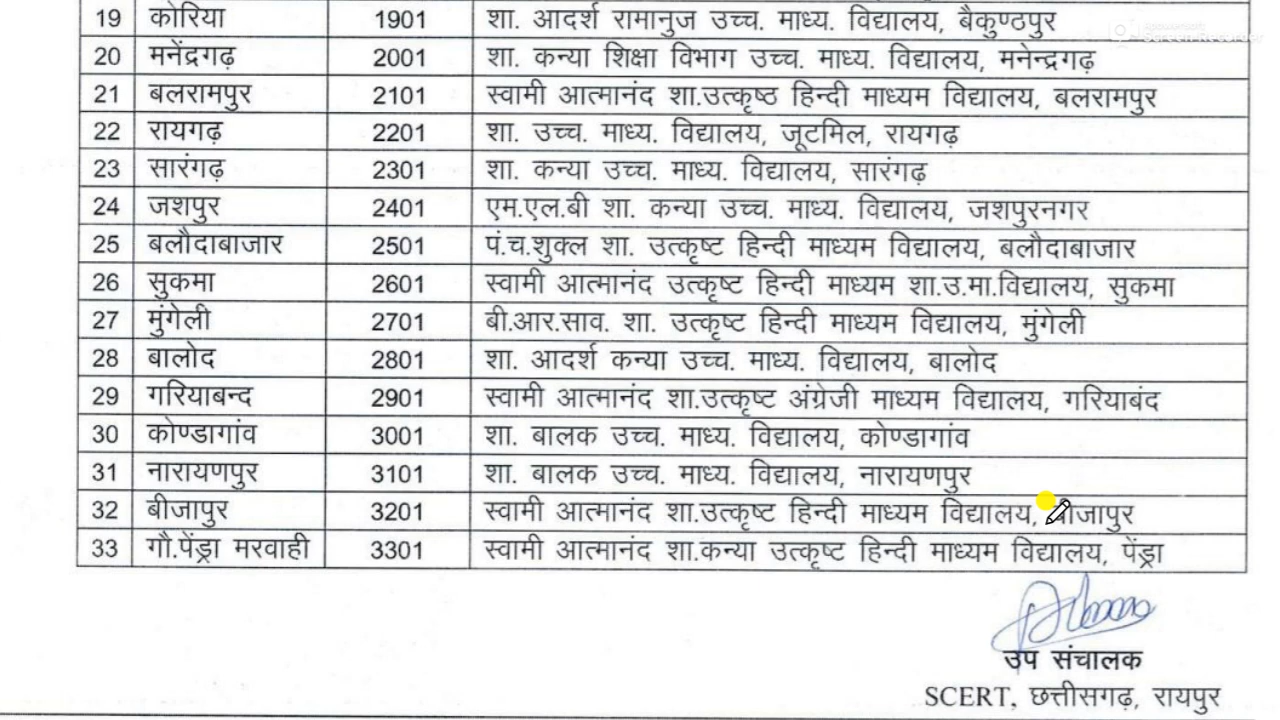 19 कोरिया 1901 शा. आदर्श रामानुज उच्च. माध्य. विद्यालय, बैकुण्ठपुर
20 मनेंद्रगढ़ 2001 शा. कन्या शिक्षा विभाग उच्च. माध्य. विद्यालय, मनेन्द्रगढ़
21 बलरामपुर 2101 स्वामी आत्मानंद शा.उत्कृष्ठ हिन्दी माध्यम विद्यालय, बलरामपुर
22 रायगढ़ 2201 शा. उच्च. माध्य. विद्यालय, जूटमिल, रायगढ़
23 सारंगढ़ 2301 शा. कन्या उच्च. माध्य. विद्यालय, सारंगढ़
24 जशपुर 2401 एम.एल.बी शा. कन्या उच्च. माध्य. विद्यालय, जशपुरनगर
25 बलौदाबाजार 2501 पं.च.शुक्ल शा. उत्कृष्ट हिन्दी माध्यम विद्यालय, बलौदाबाजार
26 सुकमा 2601 स्वामी आत्मानंद उत्कृष्ट हिन्दी माध्यम शा.उ.मा.विद्यालय, सुकमा
27 मुंगेली 2701 बी.आर.साव. शा. उत्कृष्ट हिन्दी माध्यम विद्यालय, मुंगेली
28 बालोद 2801 शा. आदर्श कन्या उच्च. माध्य. विद्यालय, बालोद
29 गरियाबन्द 2901 स्वामी आत्मानंद शा.उत्कृष्ट अंग्रेजी माध्यम विद्यालय, गरियाबंद
30 कोण्डागांव 3001 शा. बालक उच्च. माध्य. विद्यालय, कोण्डागांव
31 नारायणपुर 3101 शा. बालक उच्च. माध्य. विद्यालय, नारायणपुर
32 बीजापुर 3201 स्वामी आत्मानंद शा.उत्कृष्ट हिन्दी माध्यम विद्यालय, बीजापुर
33 गौ.पेंड्रा मरवाही 3301 स्वामी आत्मानंद शा.कन्या उत्कृष्ट हिन्दी माध्यम विद्यालय, पेंड्रा
उप संचालक
SCERT, छत्तीसगढ़, रायपुर